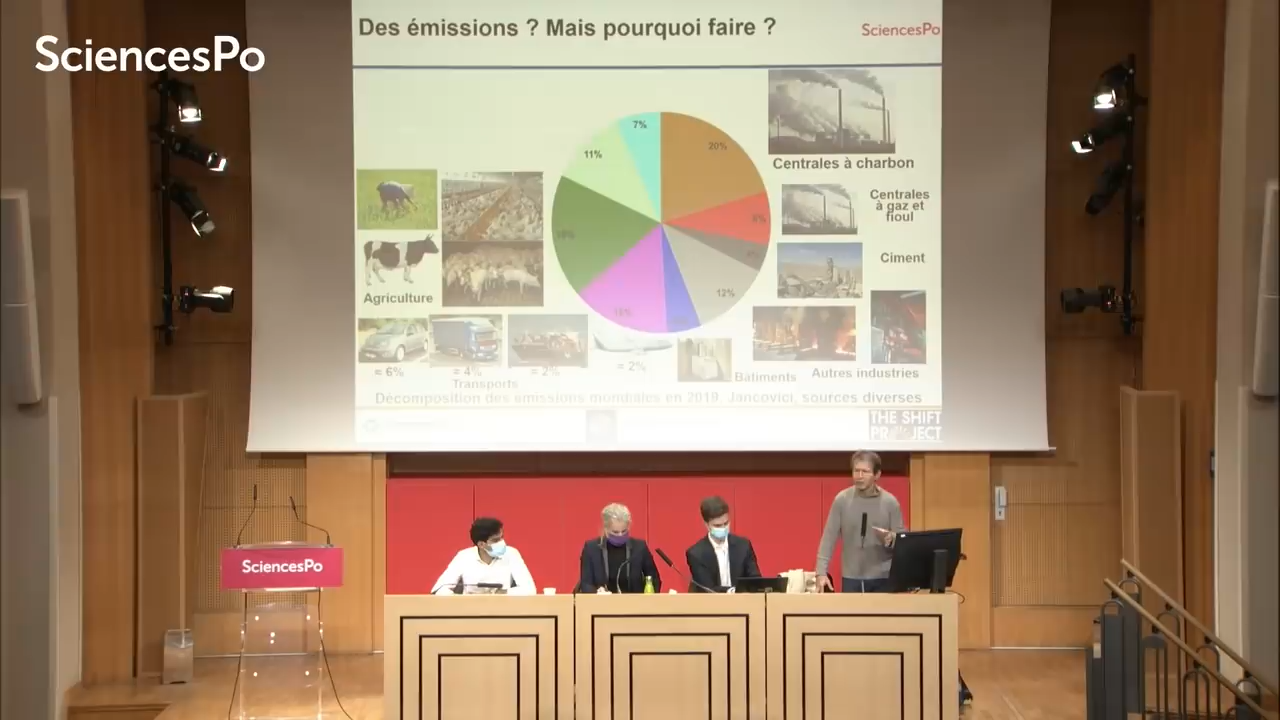 SciencesPo
Des émissions ? Mais pourquoi faire ?
SciencesPo
7%
20%
11%
12%
Centrales à charbon
Centrales
à gaz et
fioul
Ciment
Agriculture
= 6%
= 4%
= 2%
= 2%
Transports
Bâtiments
Autres industries
Décomposition des émissions mondiales en 2019. Jancovici, sources diverses
THE SHIFT
PROJECT
SciencesPo